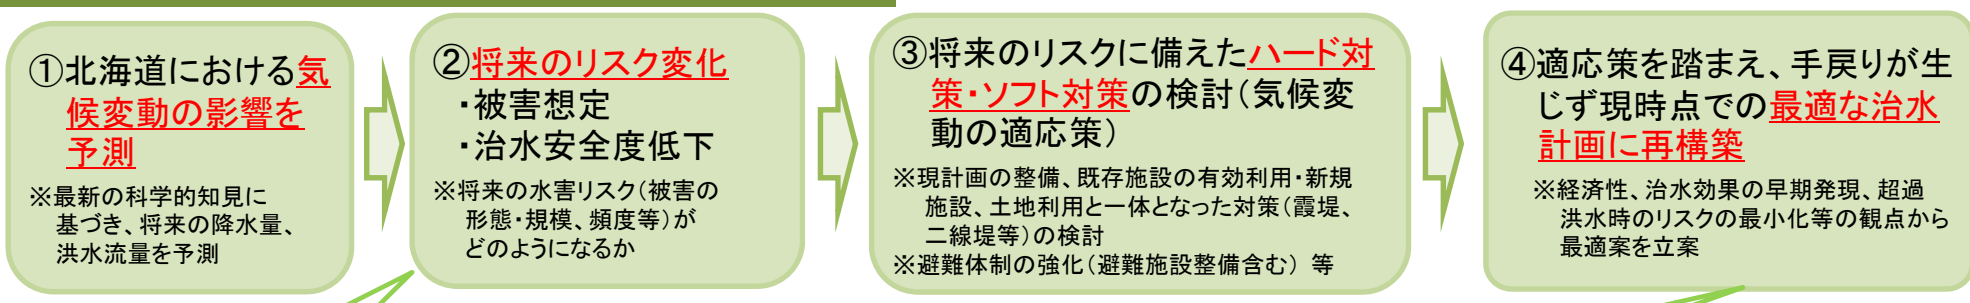 ①北海道における気
候変動の影響を
予測
※最新の科学的知見に
基づき、将来の降水量、
洪水流量を予測
②将来のリスク変化
・被害想定
・治水安全度低下
※将来の水害リスク（被害の
形態・規模、頻度等）が
どのようになるか
③将来のリスクに備えたハード対
策・ソフト対策の検討（気候変
動の適応策）
※現計画の整備、既存施設の有効利用・新規
施設、土地利用と一体となった対策（霞堤、
二線堤等）の検討
※避難体制の強化（避難施設整備含む） 等
④適応策を踏まえ、手戻りが生
じず現時点での最適な治水
計画に再構築
※経済性、治水効果の早期発現、超過
洪水時のリスクの最小化等の観点から
最適案を立案